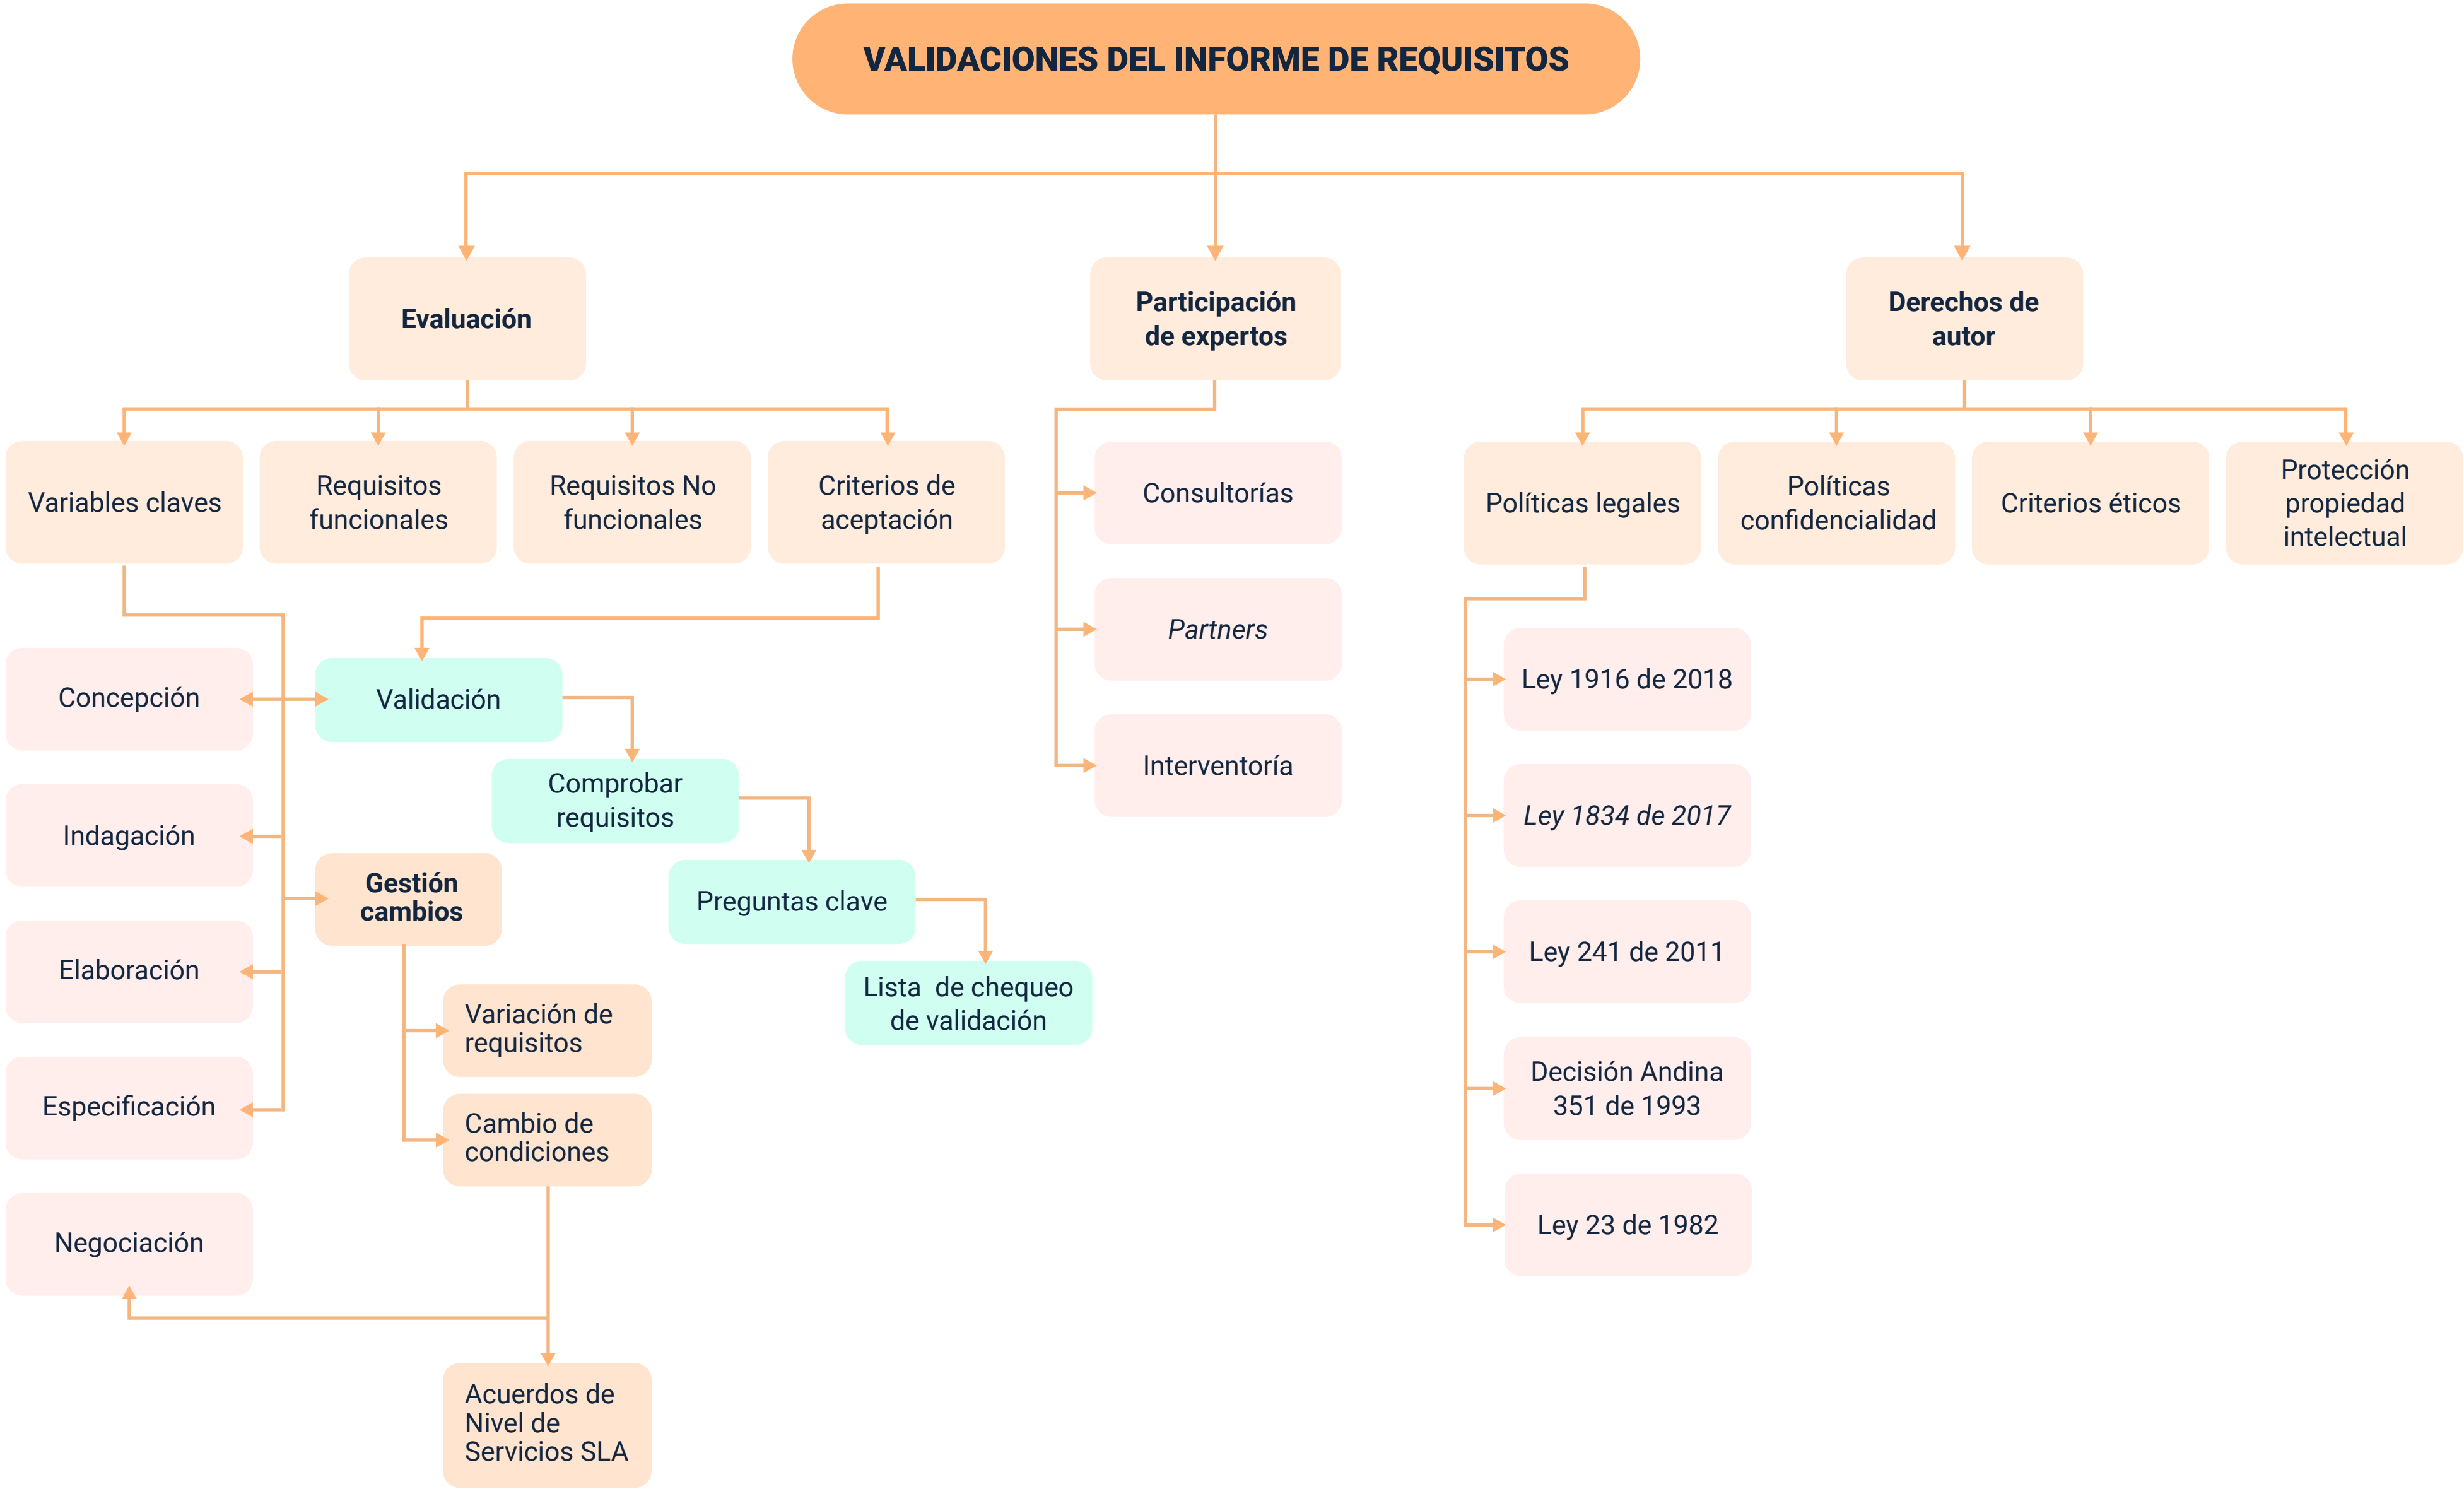 VALIDACIONES DEL INFORME DE REQUISITOS
Evaluación
Participación
de expertos
Derechos de
autor
Variables claves
Requisitos
funcionales
Requisitos No
funcionales
Criterios de
aceptación
Consultorías
Partners
Interventoría
Políticas legales
Políticas
confidencialidad
Criterios éticos
Protección
propiedad
intelectual
Concepción
Indagación
Elaboración
Especificación
Negociación
Validación
Comprobar
requisitos
Preguntas clave
Lista  de chequeo
de validación
Gestión
cambios
Variación de
requisitos
Cambio de
condiciones
Acuerdos de
Nivel de
Servicios SLA
Ley 1916 de 2018
Ley 1834 de 2017
Ley 241 de 2011
Decisión Andina
351 de 1993
Ley 23 de 1982